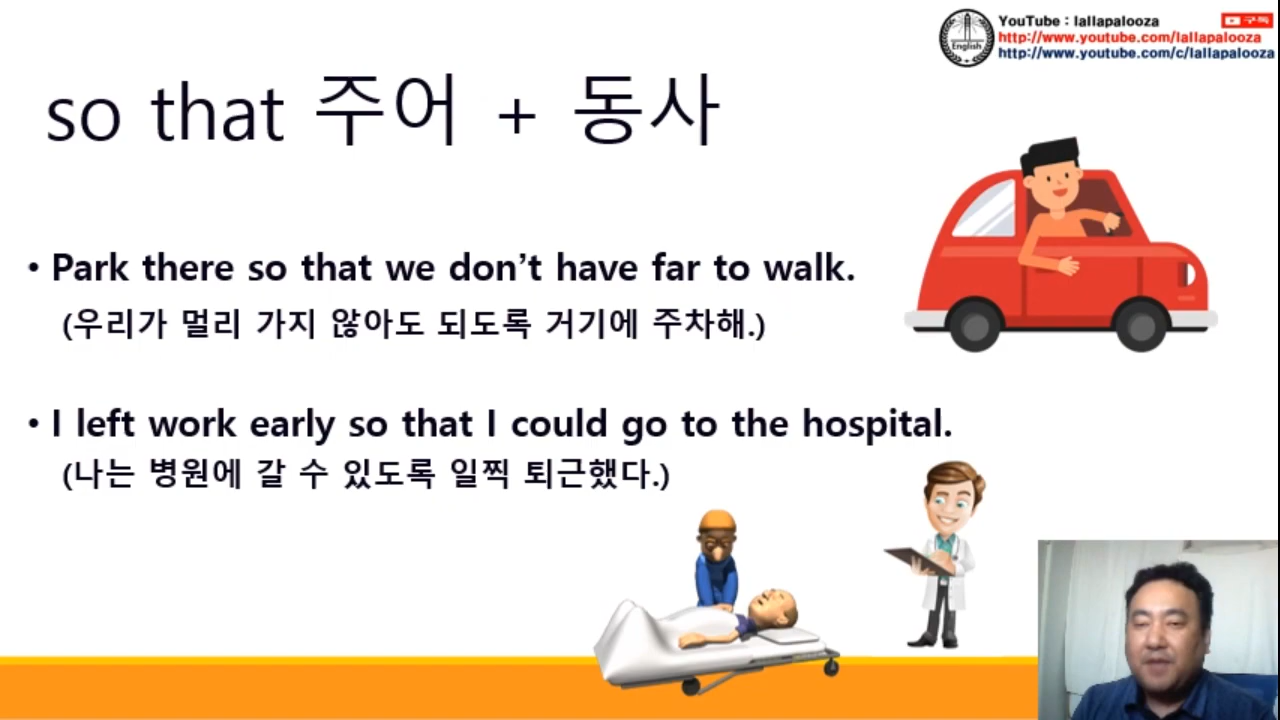 YouTube : lallapalooza
구독
http://www.youtube.com/lallapalooza
English
http://www.youtube.com/c/lallapalooza
so that 주어 + 동사
• Park there so that we don’t have far to walk.
(우리가 멀리 가지 않아도 되도록 거기에 주차해.)
• I left work early so that I could go to the hospital.
(나는 병원에 갈 수 있도록 일찍 퇴근했다.)